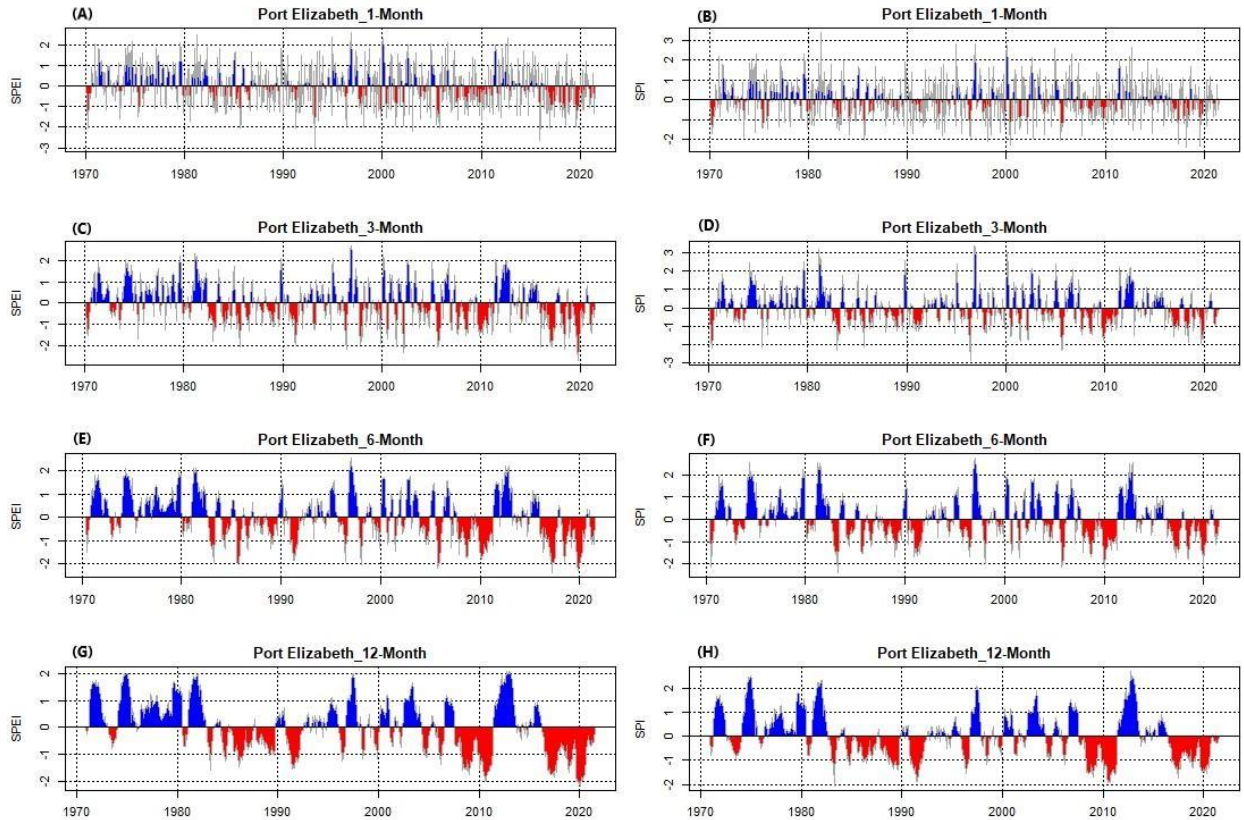 (A) Port Elizabeth_1-Month
SPEI
2
1
0
-1
-2
-3
1970 1980 1990 2000 2010 2020
(B) Port Elizabeth_1-Month
SPI
3
2
1
0
-2
1970 1980 1990 2000 2010 2020
(C) Port Elizabeth_3-Month
SPEI
2
1
0
-1
-2
1970 1980 1990 2000 2010 2020
(D) Port Elizabeth_3-Month
SPI
3
2
1
0
-1
-3
1970 1980 1990 2000 2010 2020
(E) Port Elizabeth_6-Month
SPEI
2
1
0
-1
-2
1970 1980 1990 2000 2010 2020
(F) Port Elizabeth_6-Month
SPI
2
1
0
-1
-2
1970 1980 1990 2000 2010 2020
(G) Port Elizabeth_12-Month
SPEI
2
1
0
-1
-2
1970 1980 1990 2000 2010 2020
(H) Port Elizabeth_12-Month
SPI
2
1
0
-1
-2
1970 1980 1990 2000 2010 2020